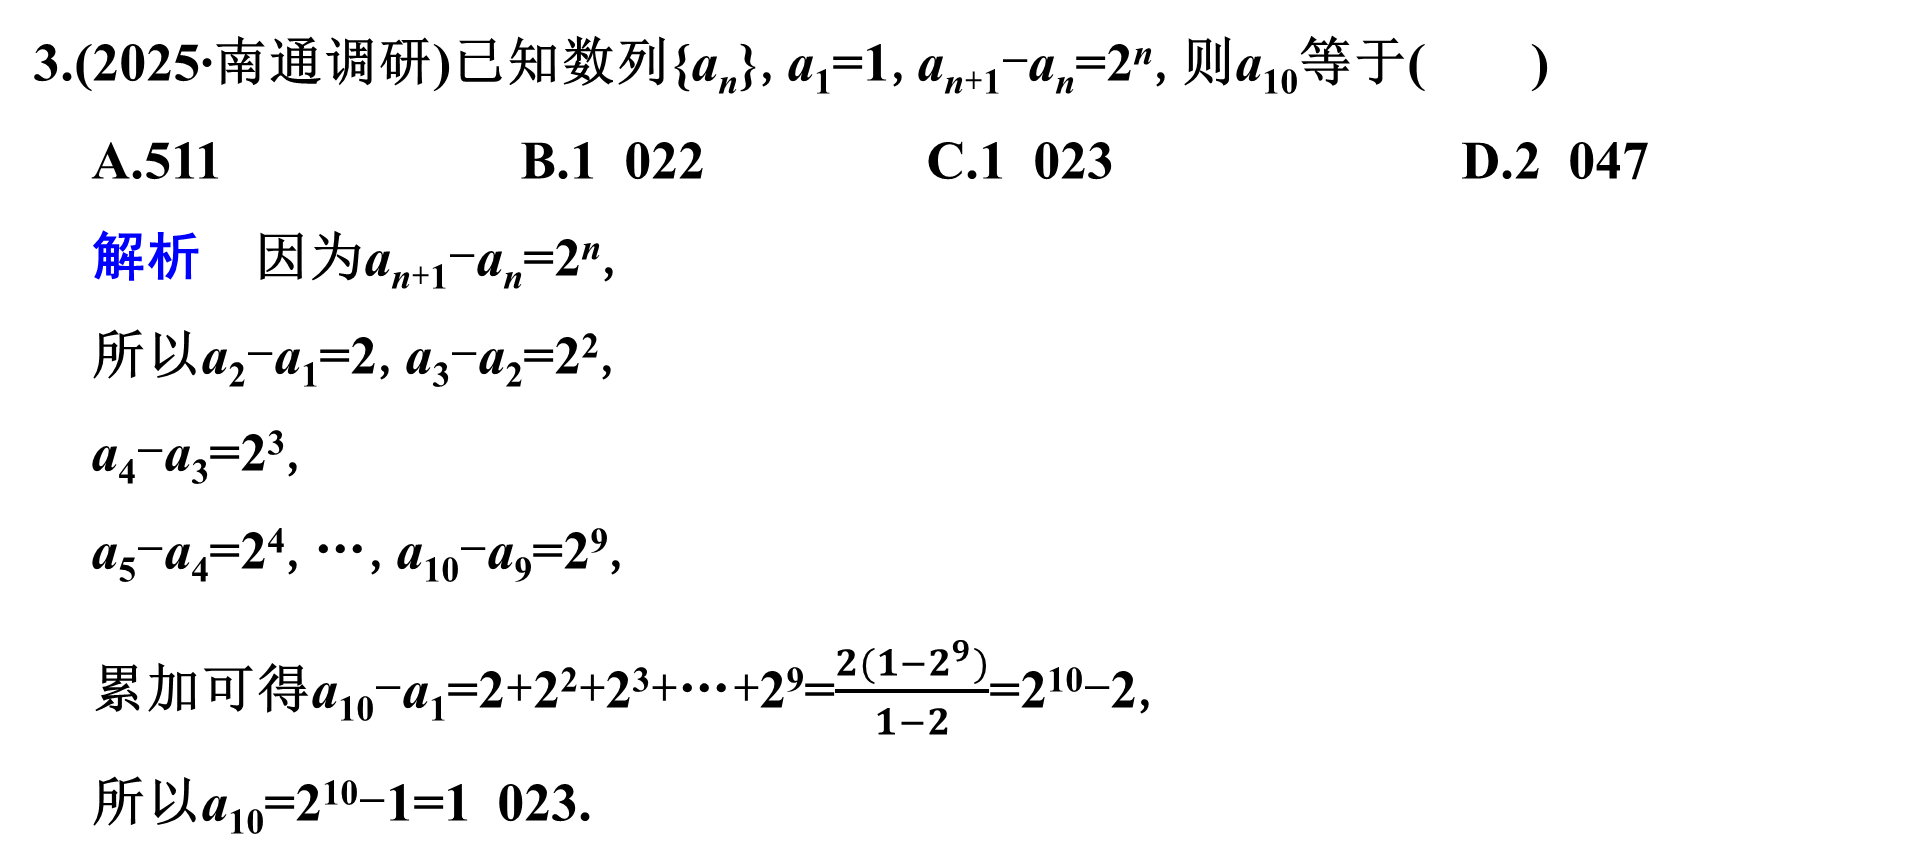 3.(2025·南通调研)已知数列{aₙ}, a₁=1, aₙ₊₁−aₙ=2ⁿ, 则a₁₀等于(　　)
A.511　B.1 022　C.1 023　D.2 047
解析　因为aₙ₊₁−aₙ=2ⁿ,
所以a₂−a₁=2, a₃−a₂=2²,
a₄−a₃=2³,
a₅−a₄=2⁴, …, a₁₀−a₉=2⁹,
累加可得a₁₀−a₁=2+2²+2³+…+2⁹=2(1−2⁹)/1−2=2¹⁰−2,
所以a₁₀=2¹⁰−1=1 023.